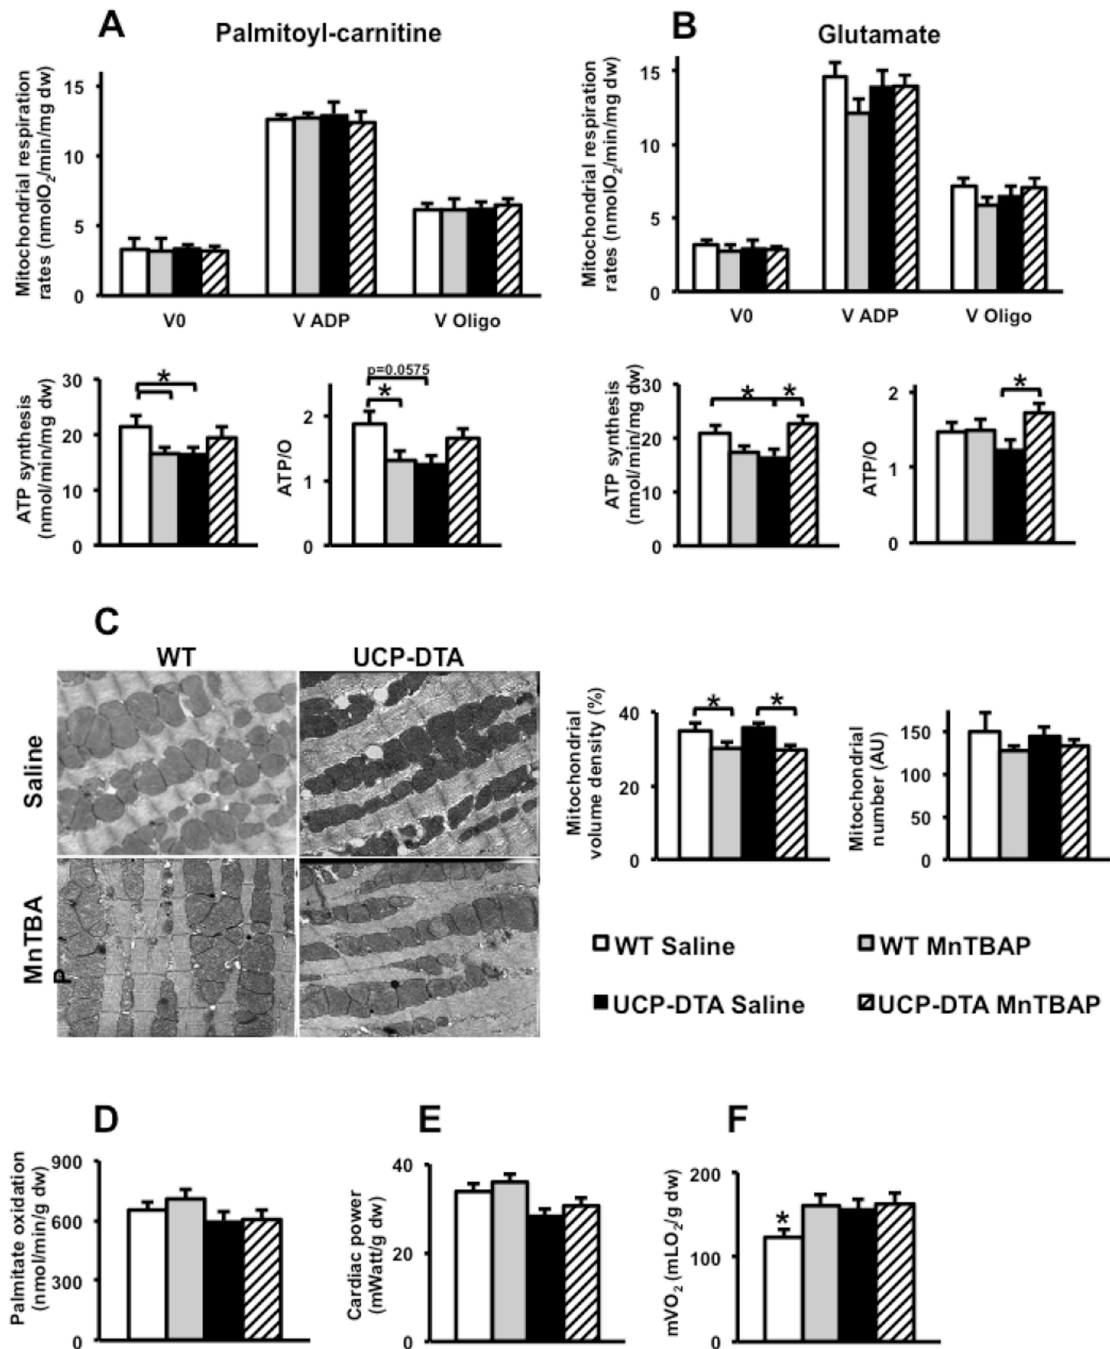 A
Palmitoyl-carnitine
Mitochondrial respiration
rates (nmolO2/min/mg dw)
15
10
5
0
V0
V ADP
V Oligo
B
Glutamate
Mitochondrial respiration
rates (nmolO2/min/mg dw)
15
10
5
0
V0
V ADP
V Oligo
ATP synthesis
(nmol/min/mg dw)
30
20
10
0
*
ATP/O
2
1
0
p=0.0575
*
ATP synthesis
(nmol/min/mg dw)
30
20
10
0
* *
ATP/O
2
1
0
*
C
WT
UCP-DTA
Saline
MnTBA
P
Mitochondrial
volume density (%)
40
20
0
* *
Mitochondrial
number (AU)
150
100
50
0
WT Saline
WT MnTBAP
UCP-DTA Saline
UCP-DTA MnTBAP
D
Palmitate oxidation
(nmol/min/g dw)
900
600
300
0
E
Cardiac power
(mWatt/g dw)
40
20
0
F
mVO2 (mLO2/g dw)
200
100
0
*